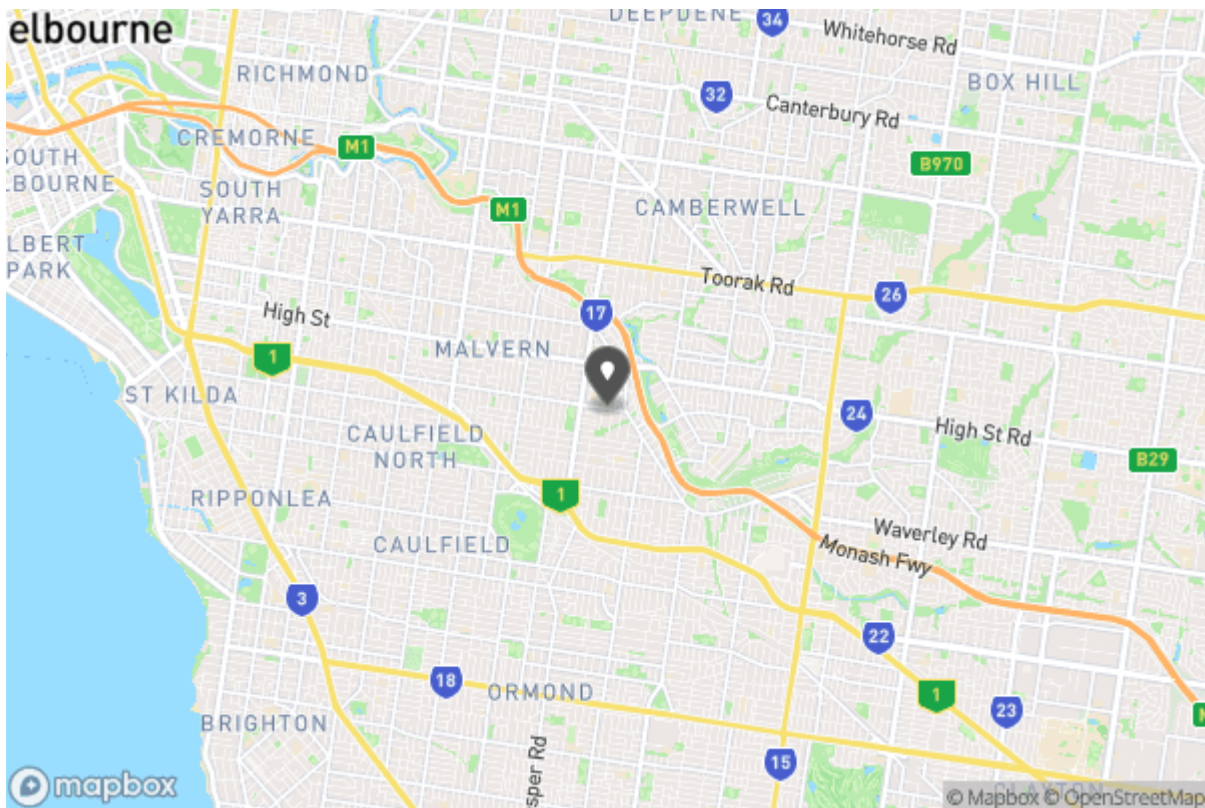 DEEPDENE
34
Whitehorse Rd
elbourne
RICHMOND
BOX HILL
32
Canterbury Rd
CREMORNE
M1
B970
SOUTH
LBOURNE
SOUTH
YARRA
M1
CAMBERWELL
LBERT
PARK
Toorak Rd
26
High St
17
MALVERN
1
ST KILDA
24
High St Rd
CAULFIELD
NORTH
B29
RIPPONLEA
1
Waverley Rd
CAULFIELD
Monash Fwy
3
22
18
ORMOND
1
23
BRIGHTON
M
sper Rd
15
mapbox
CLAYTON
© Mapbox © OpenStreetMap